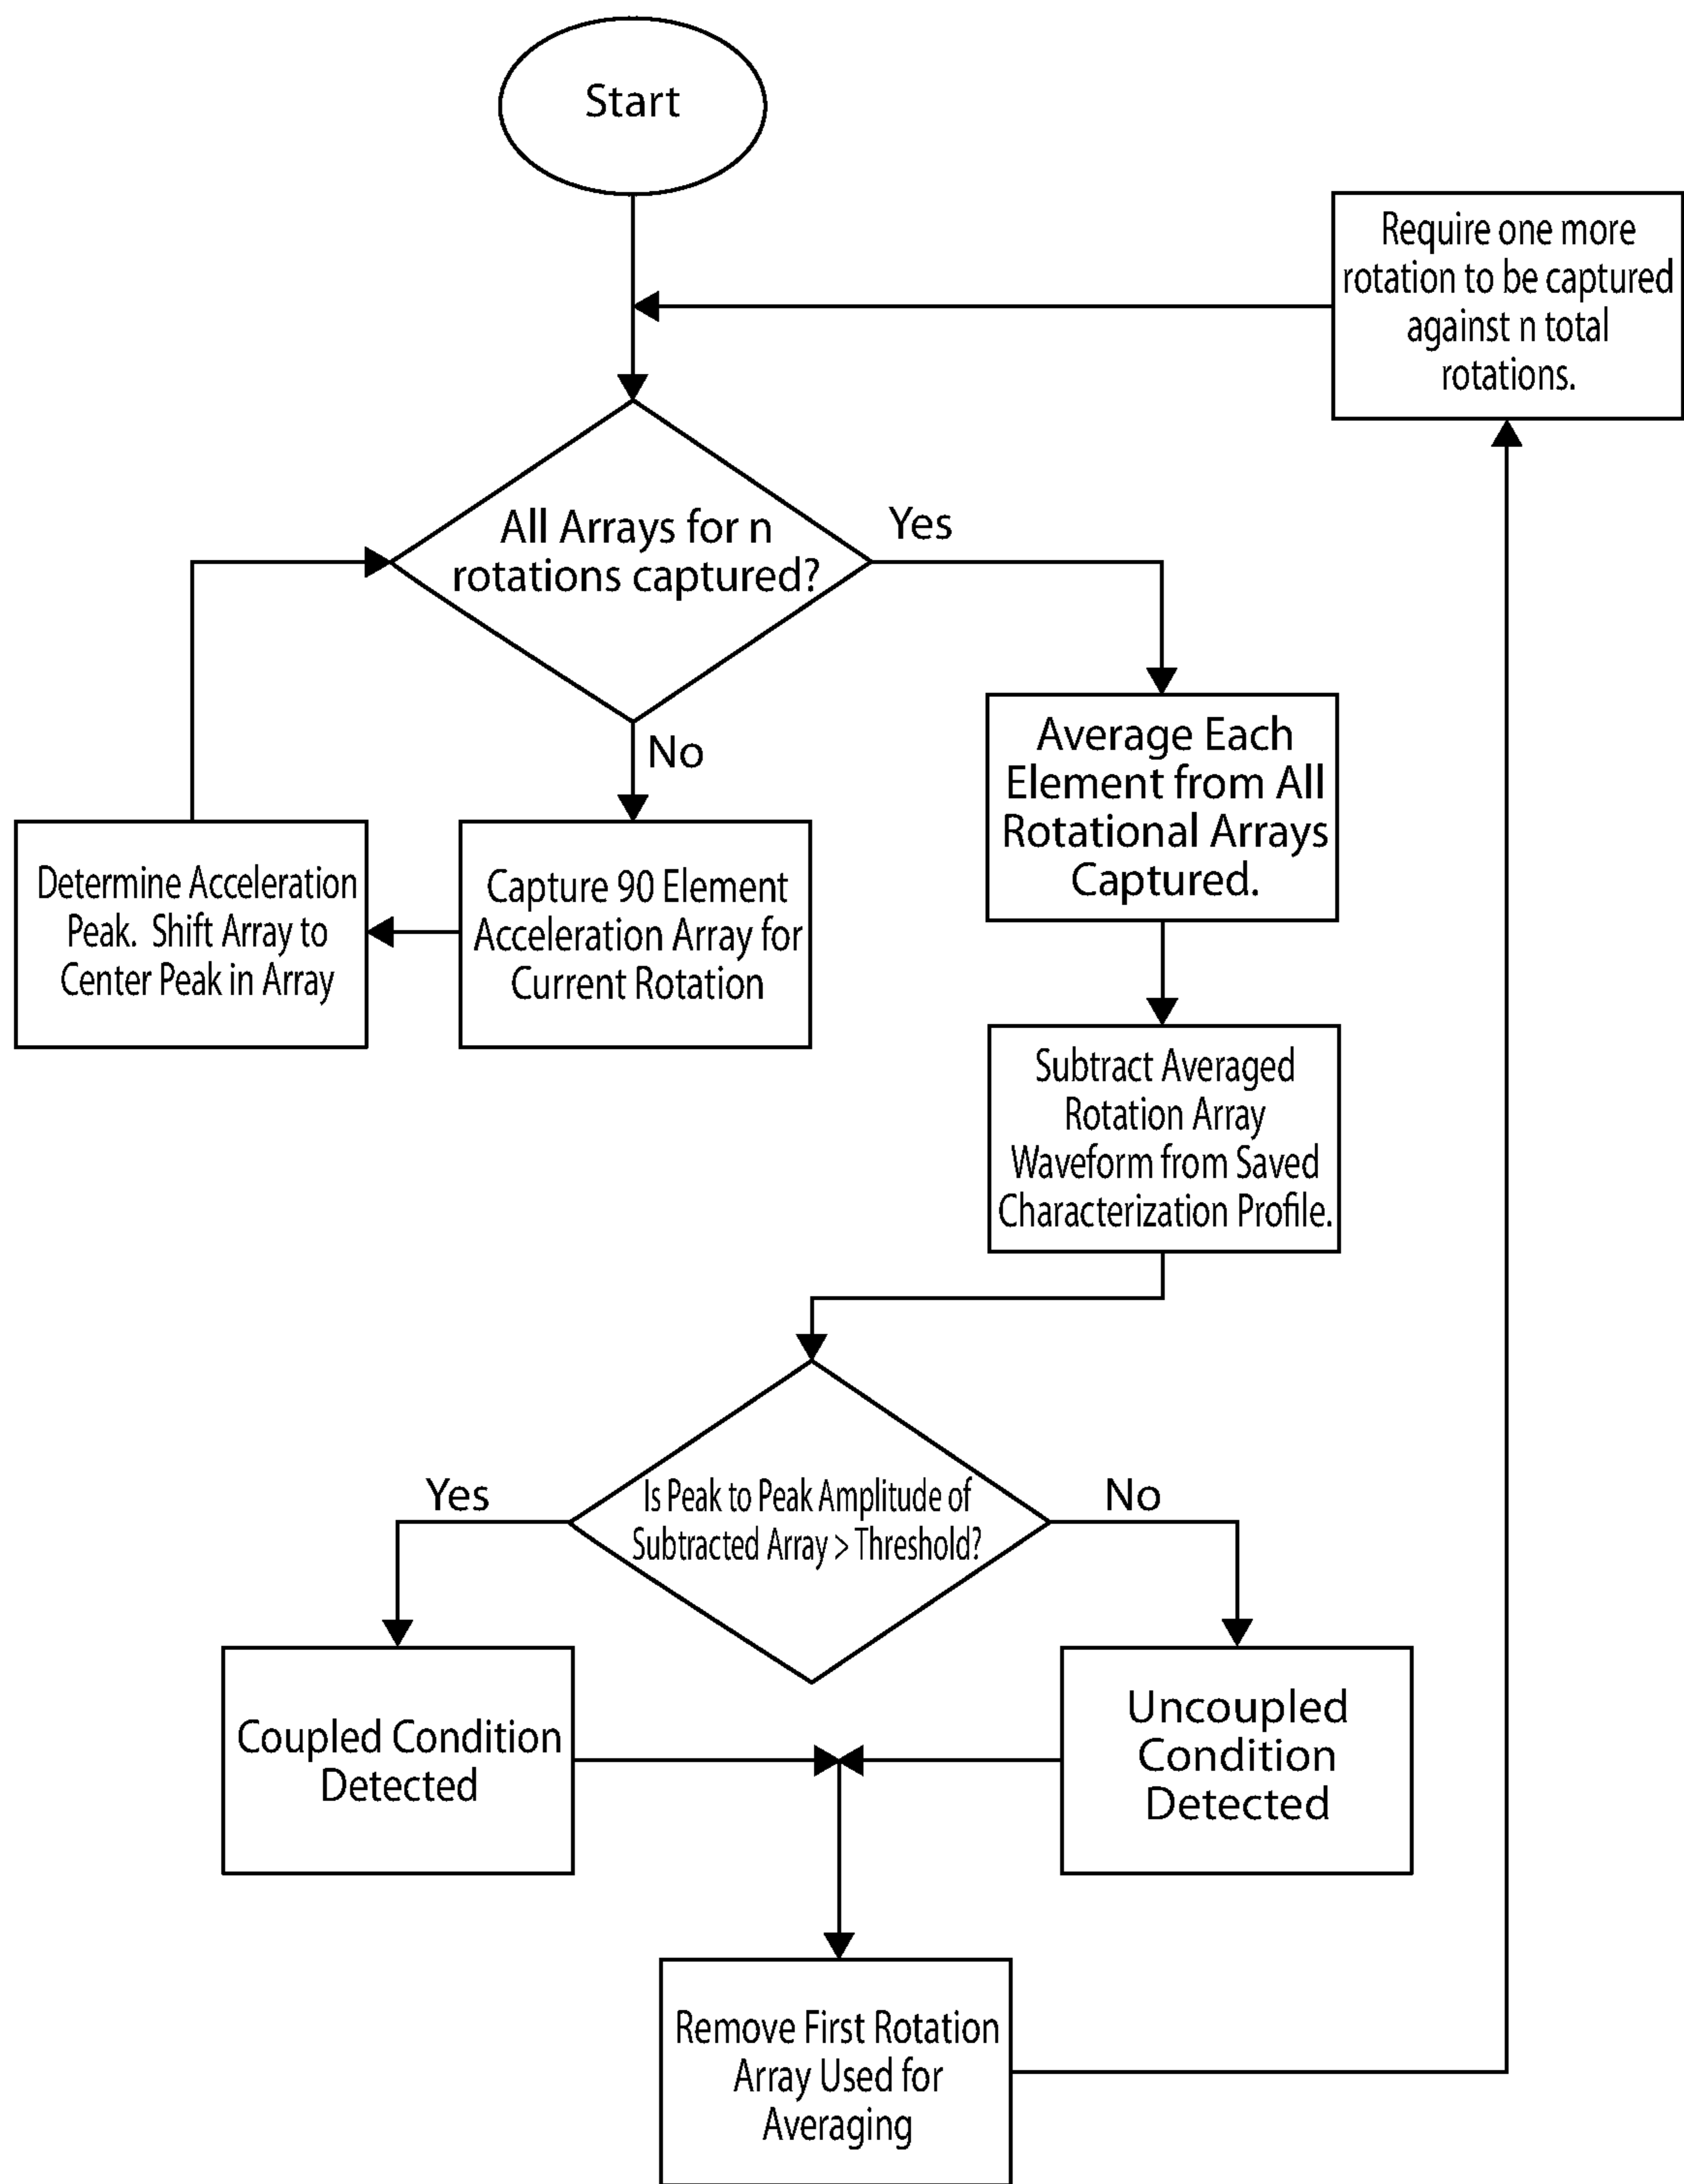 Start
Require one more
rotation to be captured
against n total
rotations.
All Arrays for n
rotations captured?
Yes
No
Determine Acceleration
Peak. Shift Array to
Center Peak in Array
Capture 90 Element
Acceleration Array for
Current Rotation
Average Each
Element from All
Rotational Arrays
Captured.
Subtract Averaged
Rotation Array
Waveform from Saved
Characterization Profile.
Is Peak to Peak Amplitude of
Subtracted Array > Threshold?
Yes
No
Coupled Condition
Detected
Uncoupled
Condition
Detected
Remove First Rotation
Array Used for
Averaging